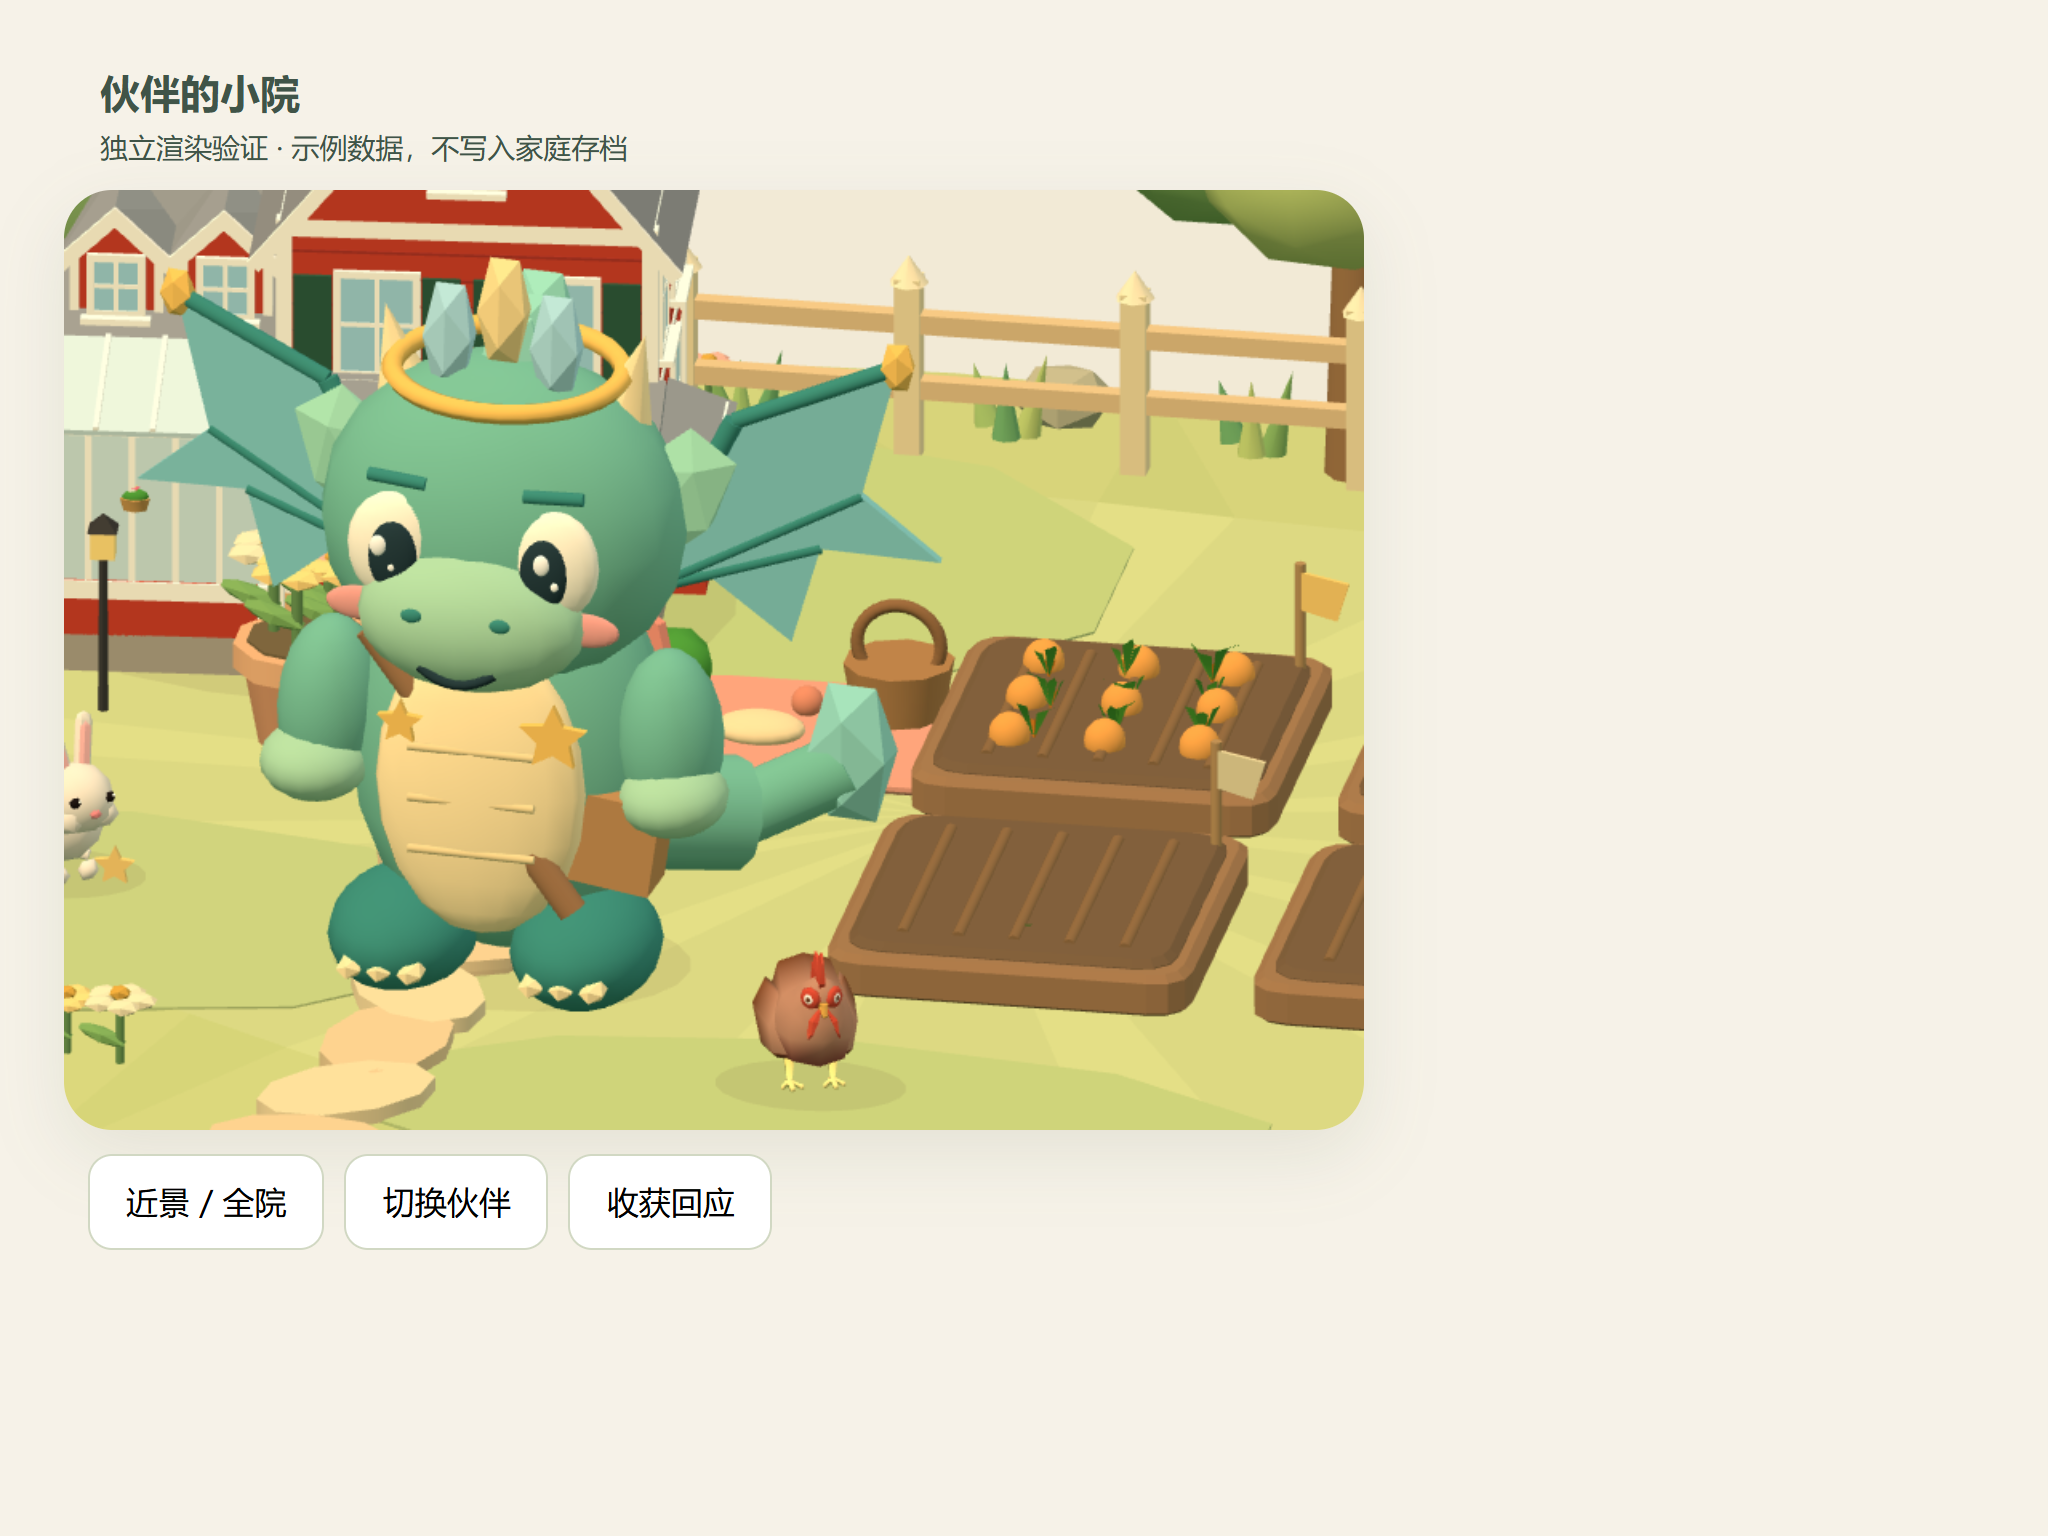 伙伴的小院
独立渲染验证 · 示例数据，不写入家庭存档
近景 / 全院
切换伙伴
收获回应